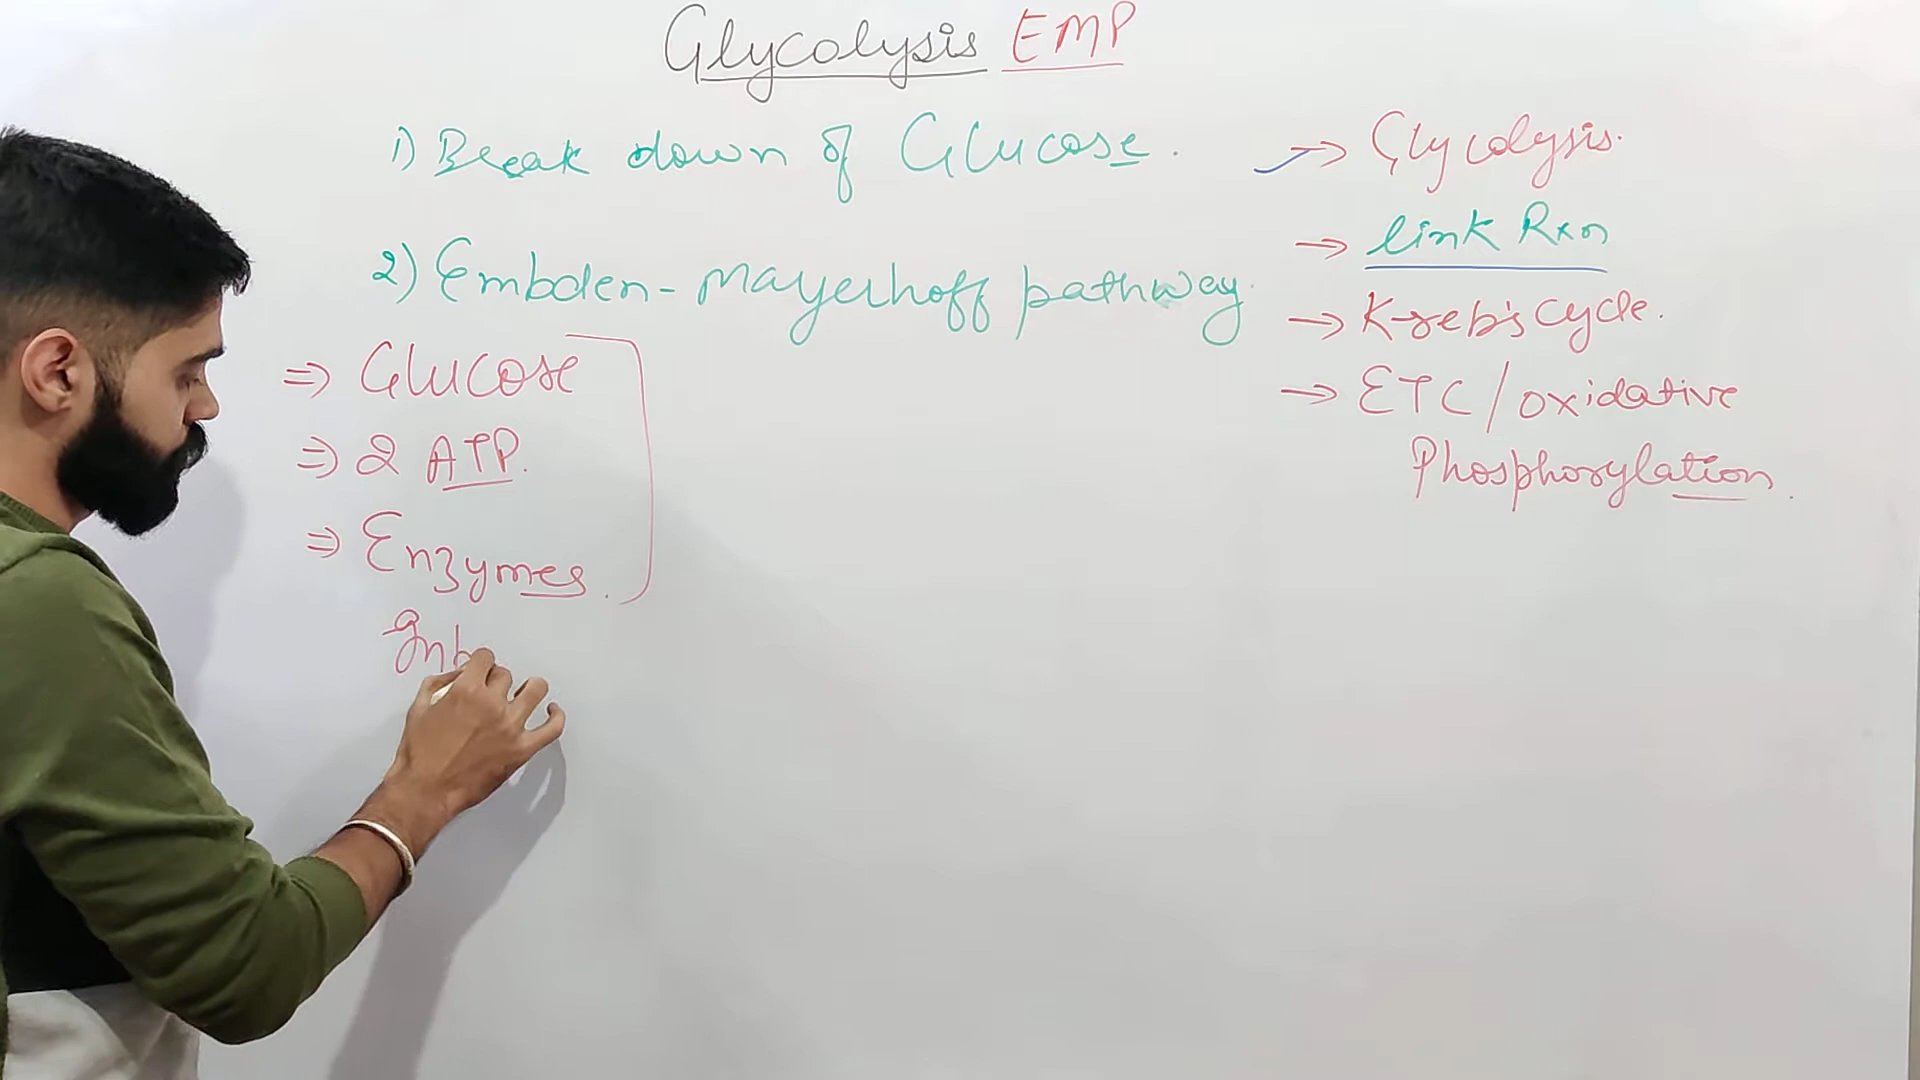 Glycolysis EMP
1) Break down of Glucose.
2) Embden-Mayerhoff pathway.
⇒ Glucose
⇒ 2 ATP.
⇒ Enzymes.
Inp
→ Glycolysis.
→ link Rxn
→ Kreb's Cycle.
→ ETC / oxidative
Phosphorylation.